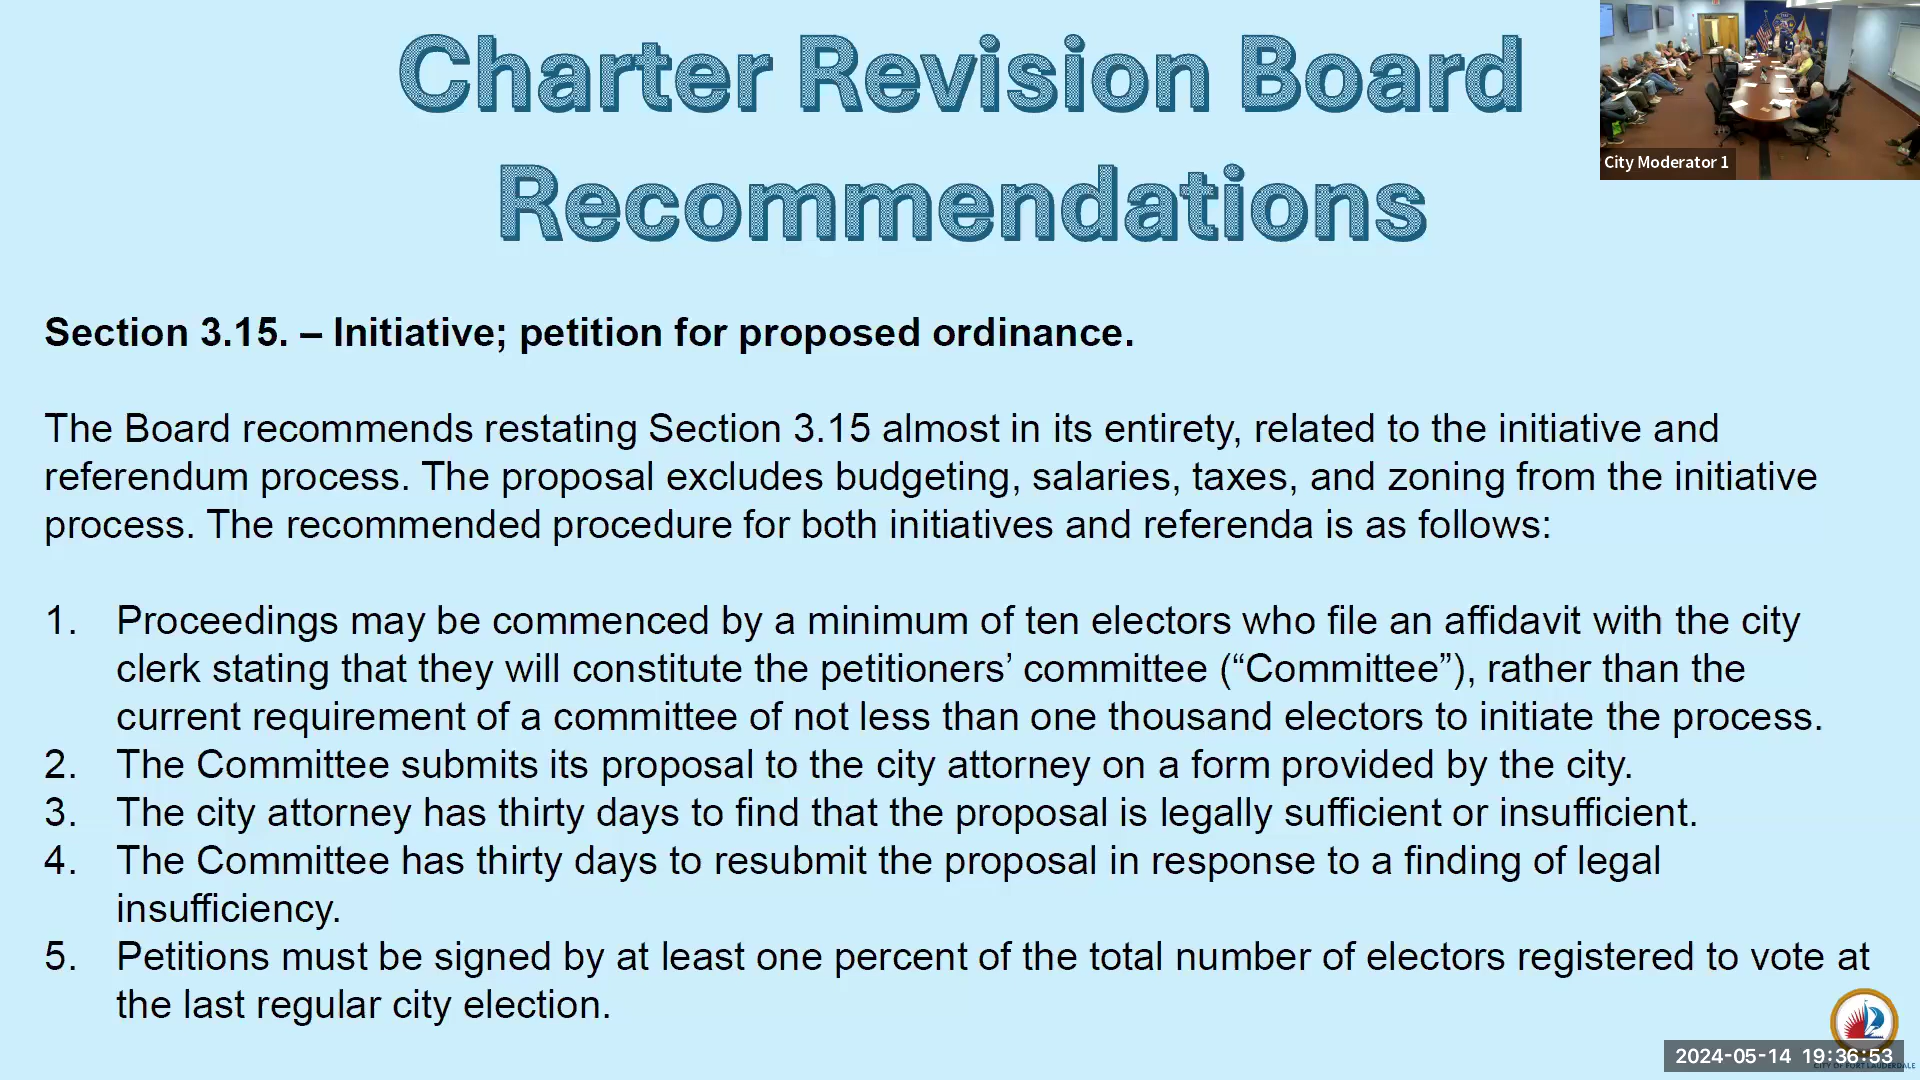 Charter Revision Board
Recommendations
City Moderator 1
Section 3.15. – Initiative; petition for proposed ordinance.
The Board recommends restating Section 3.15 almost in its entirety, related to the initiative and
referendum process. The proposal excludes budgeting, salaries, taxes, and zoning from the initiative
process. The recommended procedure for both initiatives and referenda is as follows:
1. Proceedings may be commenced by a minimum of ten electors who file an affidavit with the city
clerk stating that they will constitute the petitioners’ committee (“Committee”), rather than the
current requirement of a committee of not less than one thousand electors to initiate the process.
2. The Committee submits its proposal to the city attorney on a form provided by the city.
3. The city attorney has thirty days to find that the proposal is legally sufficient or insufficient.
4. The Committee has thirty days to resubmit the proposal in response to a finding of legal
insufficiency.
5. Petitions must be signed by at least one percent of the total number of electors registered to vote at
the last regular city election.
2024-05-14 19:36:53
CITY OF FORT LAUDERDALE